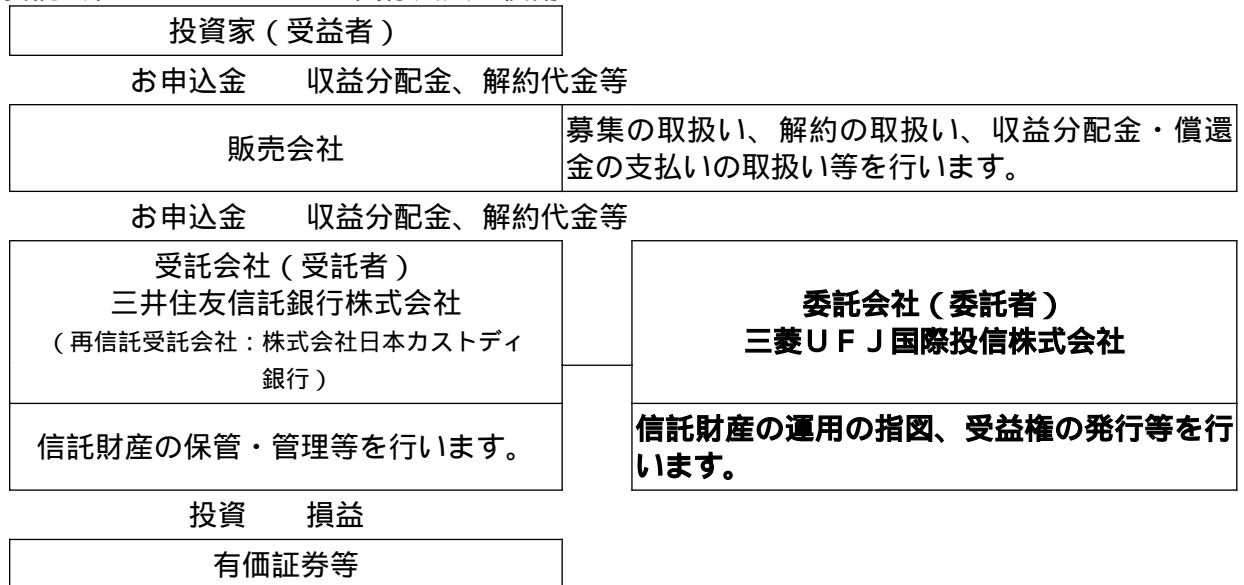 投資家(受益者)
お申込金 収益分配金、解約代金等
販売会社
募集の取扱い、解約の取扱い、収益分配金・償還
金の支払いの取扱い等を行います。
お申込金 収益分配金、解約代金等
受託会社(受託者)
三井住友信託銀行株式会社
(再信託受託会社:株式会社日本カストディ
銀行)
委託会社(委託者)
三菱UFJ国際投信株式会社
信託財産の保管・管理等を行います。
信託財産の運用の指図、受益権の発行等を行
います。
投資 損益
有価証券等